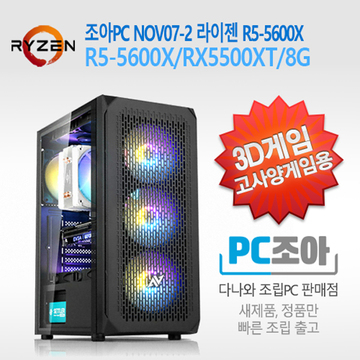 RYZEN
조아PC NOV07-2 라이젠 R5-5600X
R5-5600X/RX5500XT/8G
3D게임
고사양게임용
PC조아
다나와 조립PC 판매점
새제품, 정품만
빠른 조립 출고